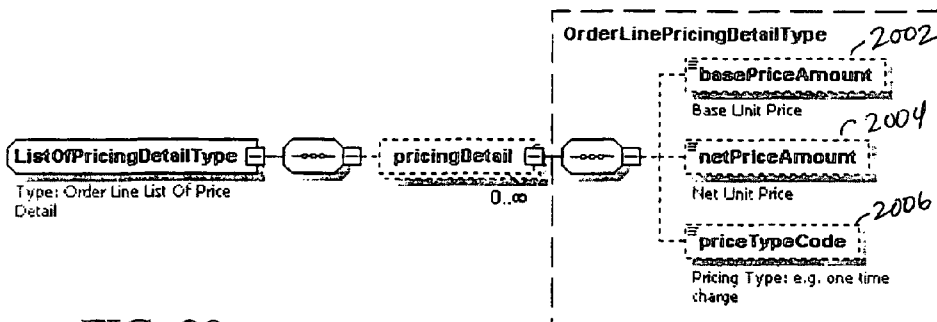 OrderLinePricingDetailType
2002
basePriceAmount
Base Unit Price
2004
ListOfPricingDetailType
pricingDetail
netPriceAmount
Type: Order Line List Of Price
Detail
0..∞
Net Unit Price
2006
priceTypeCode
Pricing Type: e.g. one time
charge